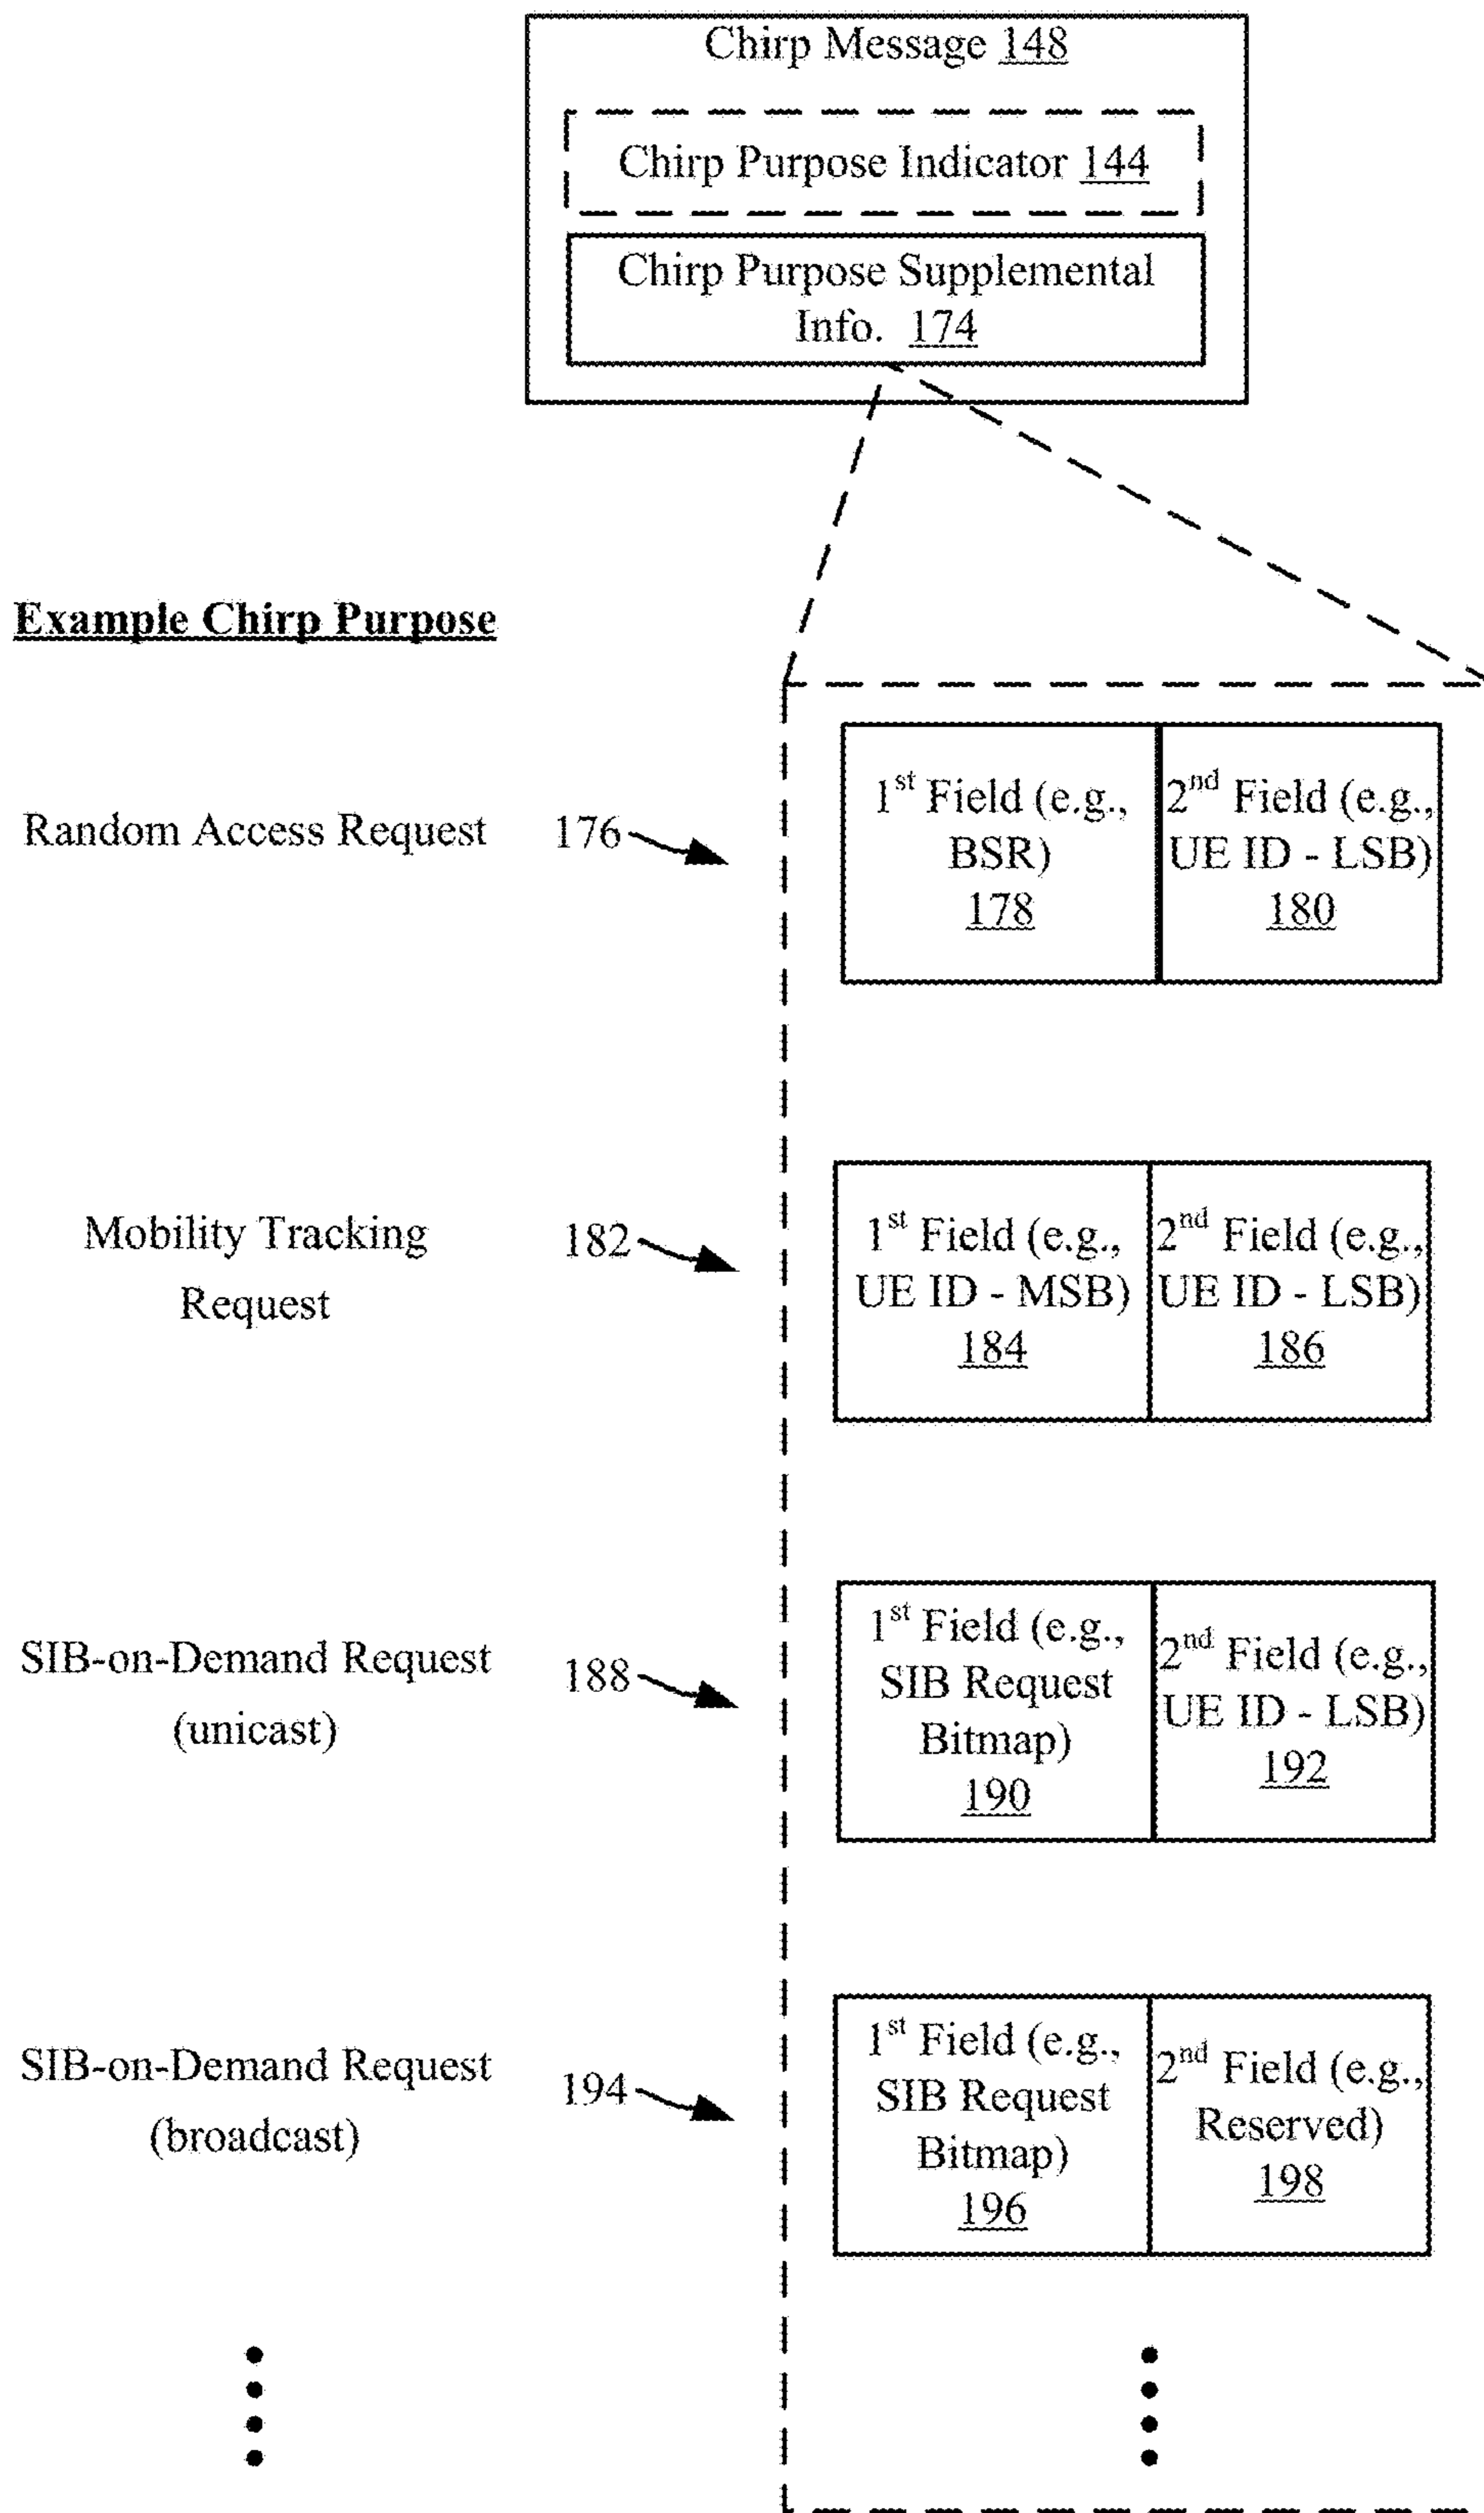 Chirp Message 148
Chirp Purpose Indicator 144
Chirp Purpose Supplemental
Info. 174
Example Chirp Purpose
Random Access Request
176
1st Field (e.g.,
BSR)
178
2nd Field (e.g.,
UE ID - LSB)
180
Mobility Tracking
Request
182
1st Field (e.g.,
UE ID - MSB)
184
2nd Field (e.g.,
UE ID - LSB)
186
SIB-on-Demand Request
(unicast)
188
1st Field (e.g.,
SIB Request
Bitmap)
190
2nd Field (e.g.,
UE ID - LSB)
192
SIB-on-Demand Request
(broadcast)
194
1st Field (e.g.,
SIB Request
Bitmap)
196
2nd Field (e.g.,
Reserved)
198